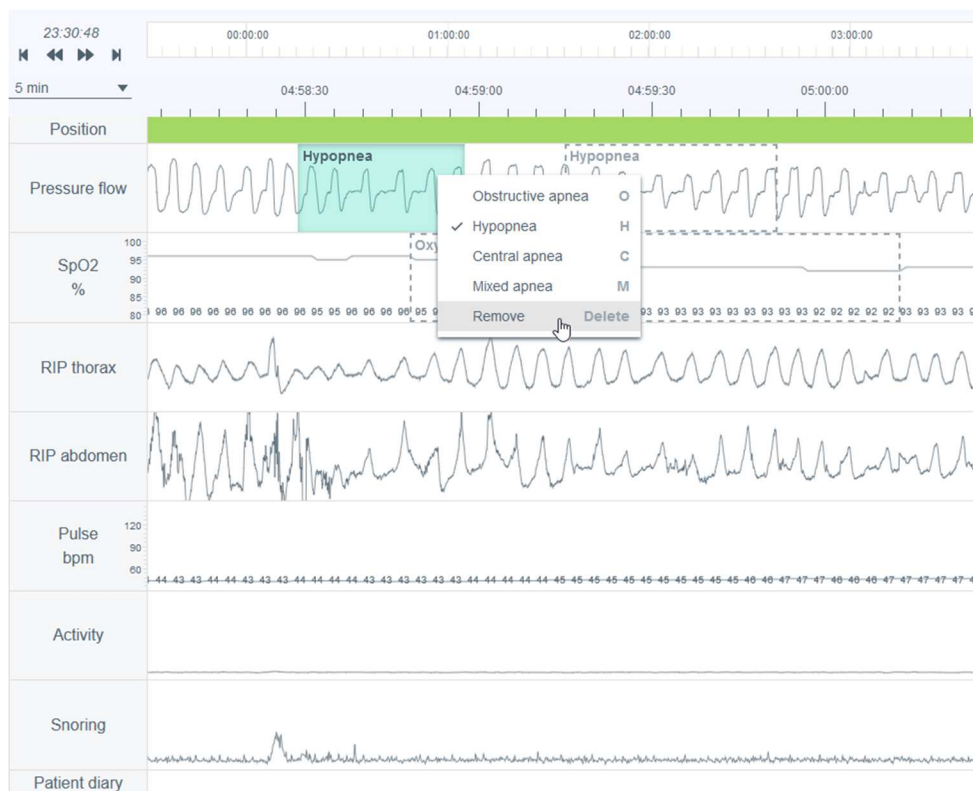 23:30:48
00:00:00 01:00:00 02:00:00 03:00:00
5 min
04:58:30 04:59:00 04:59:30 05:00:00
Position
Hypopnea Hypopnea
Pressure flow
Obstructive apnea O
Hypopnea H
Central apnea C
Mixed apnea M
Remove Delete
SpO2
%
100
95
90
85
80
Oxy
RIP thorax
RIP abdomen
Pulse
bpm
120
90
60
Activity
Snoring
Patient diary